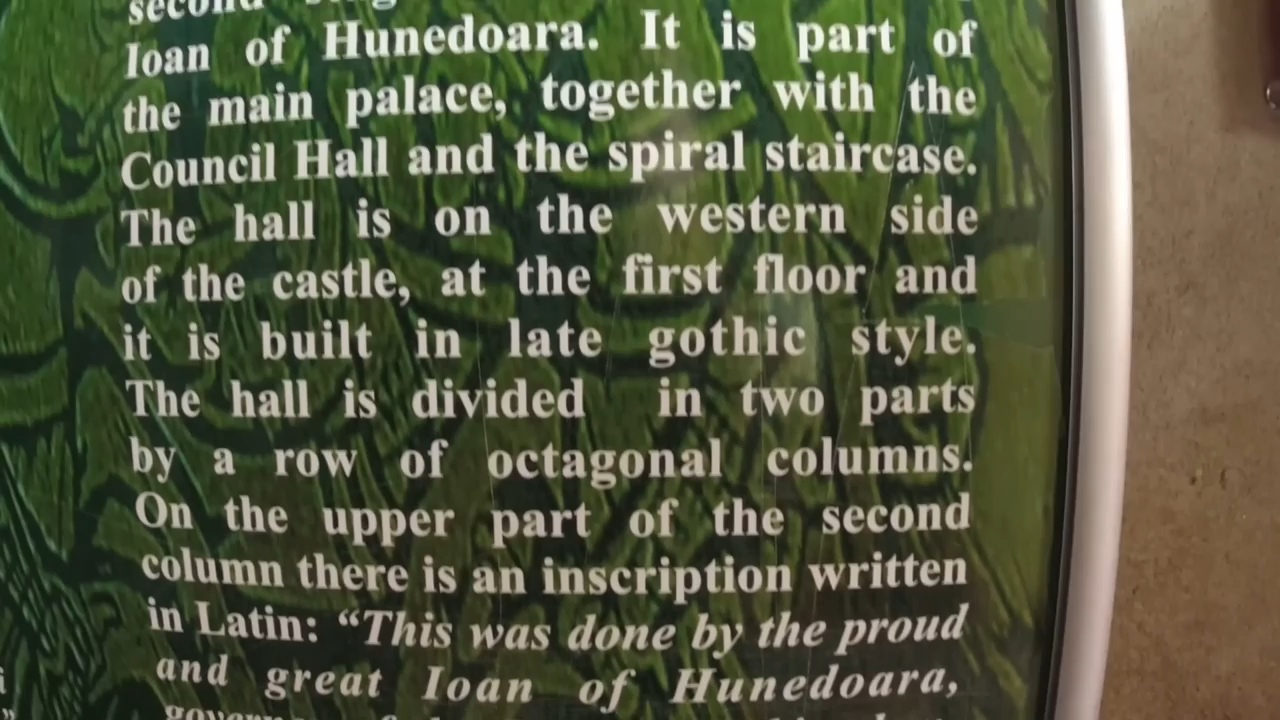 second
Ioan of Hunedoara. It is part of
the main palace, together with the
Council Hall and the spiral staircase.
The hall is on the western side
of the castle, at the first floor and
it is built in late gothic style.
The hall is divided in two parts
by a row of octagonal columns.
On the upper part of the second
column there is an inscription written
in Latin: “This was done by the proud
and great Ioan of Hunedoara,